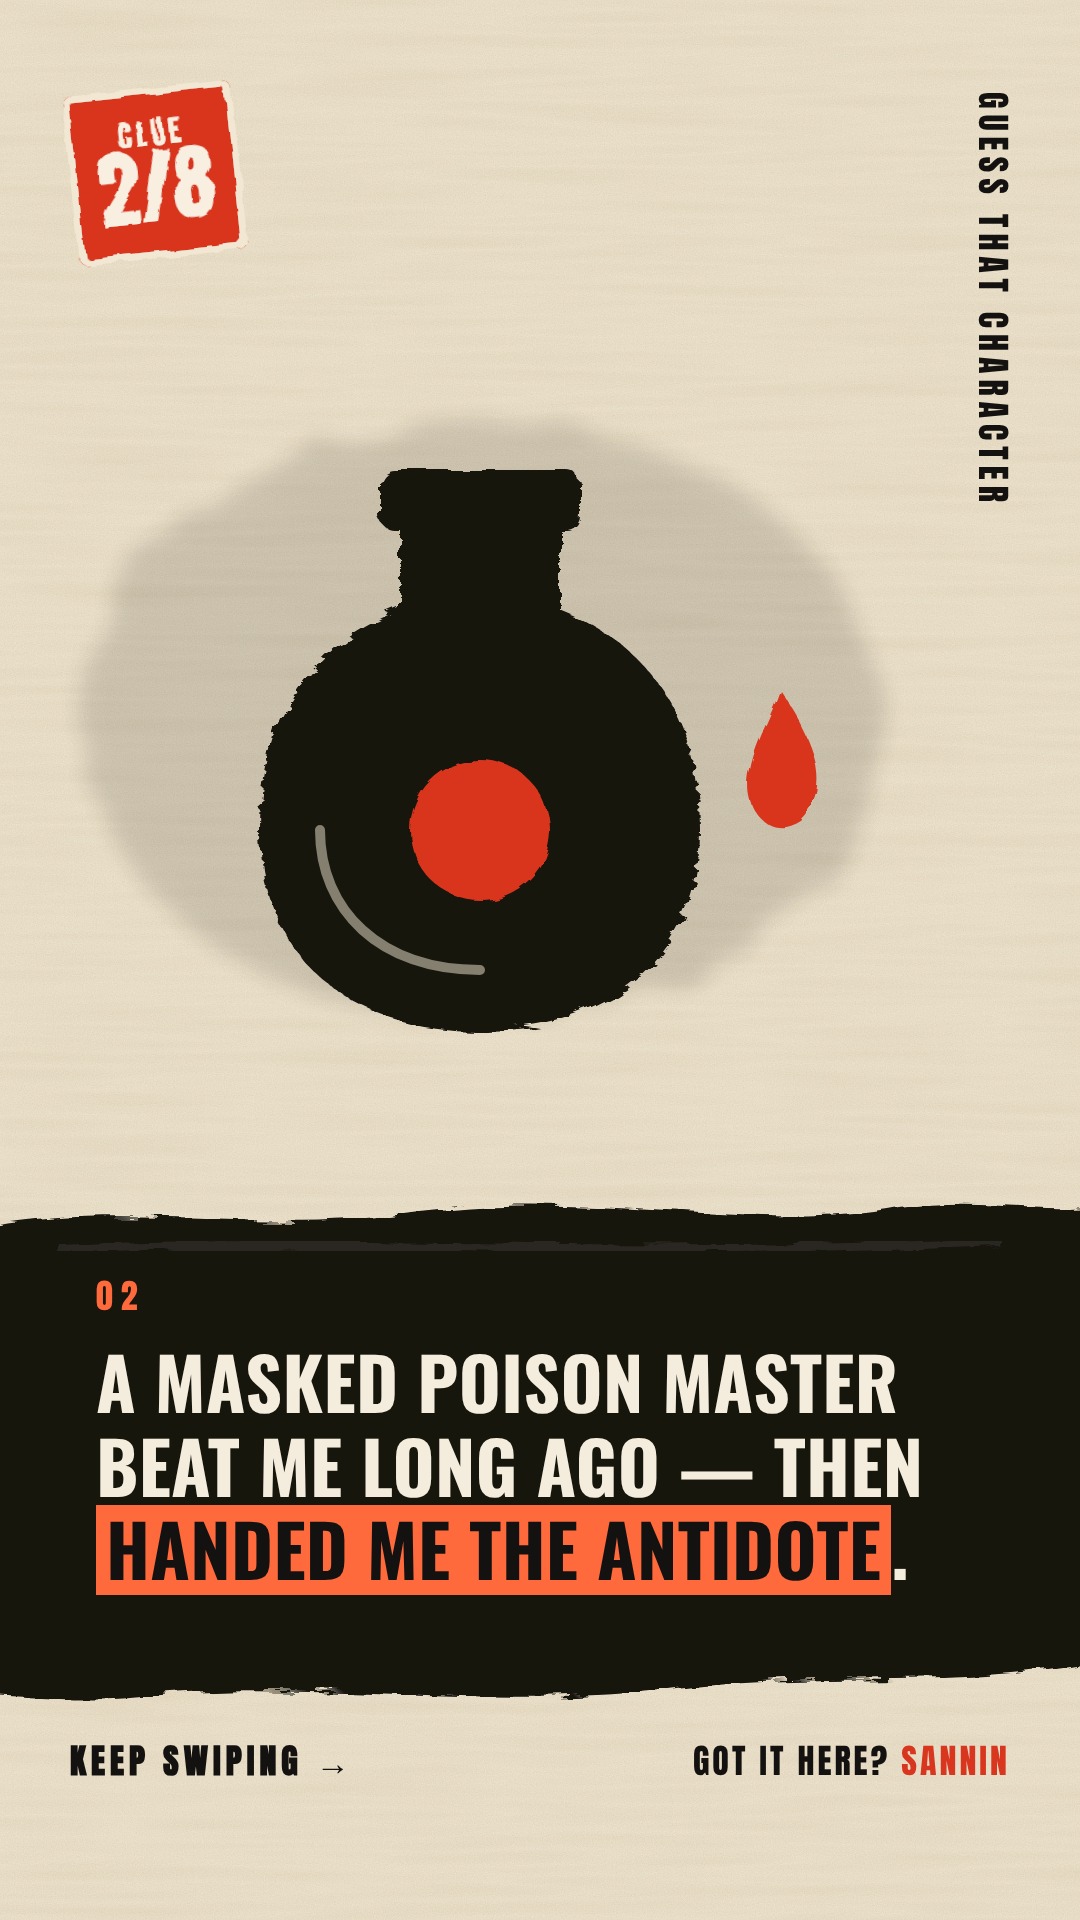 CLUE
2/8
GUESS THAT CHARACTER
02
A MASKED POISON MASTER
BEAT ME LONG AGO — THEN
HANDED ME THE ANTIDOTE.
KEEP SWIPING →
GOT IT HERE? SANNIN